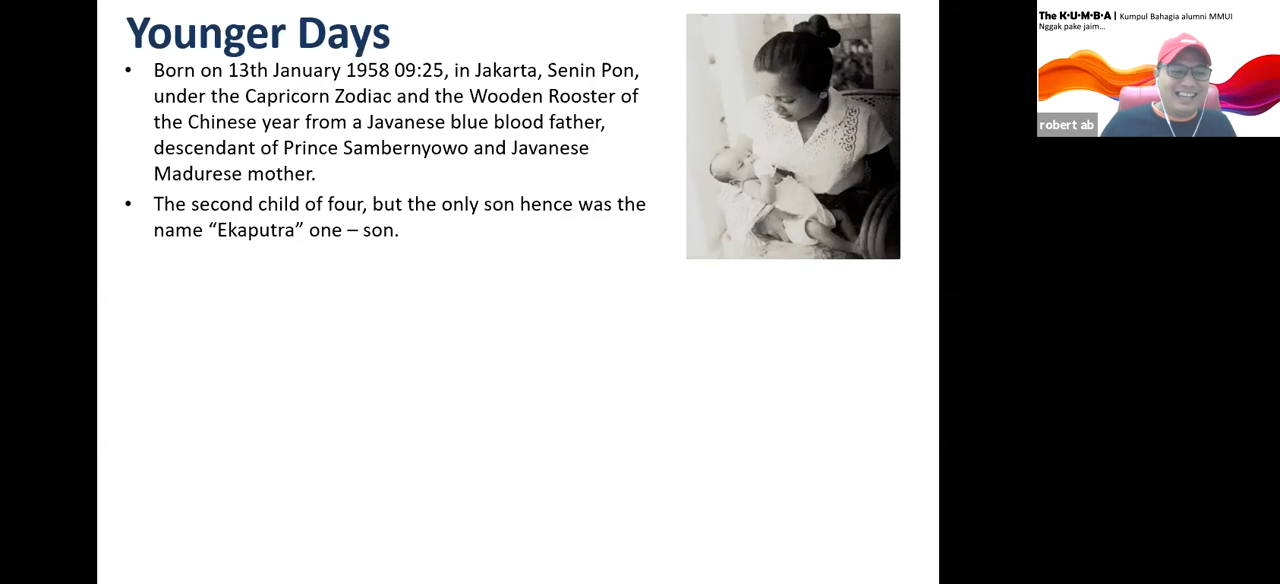 Younger Days
• Born on 13th January 1958 09:25, in Jakarta, Senin Pon,
under the Capricorn Zodiac and the Wooden Rooster of
the Chinese year from a Javanese blue blood father,
descendant of Prince Sambernyowo and Javanese
Madurese mother.
• The second child of four, but the only son hence was the
name “Ekaputra” one – son.
The K·U·M·B·A | Kumpul Bahagia alumni MMUI
Nggak pake jaim...
robert ab